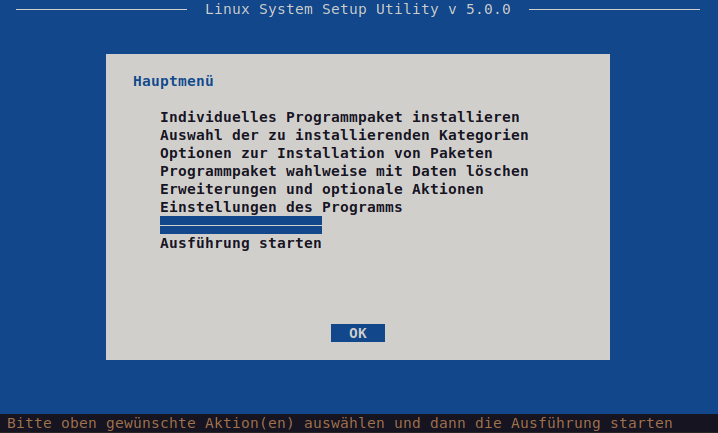 Linux System Setup Utility v 5.0.0
Hauptmenü
Individuelles Programmpaket installieren
Auswahl der zu installierenden Kategorien
Optionen zur Installation von Paketen
Programmpaket wahlweise mit Daten löschen
Erweiterungen und optionale Aktionen
Einstellungen des Programms
Ausführung starten
OK
Bitte oben gewünschte Aktion(en) auswählen und dann die Ausführung starten